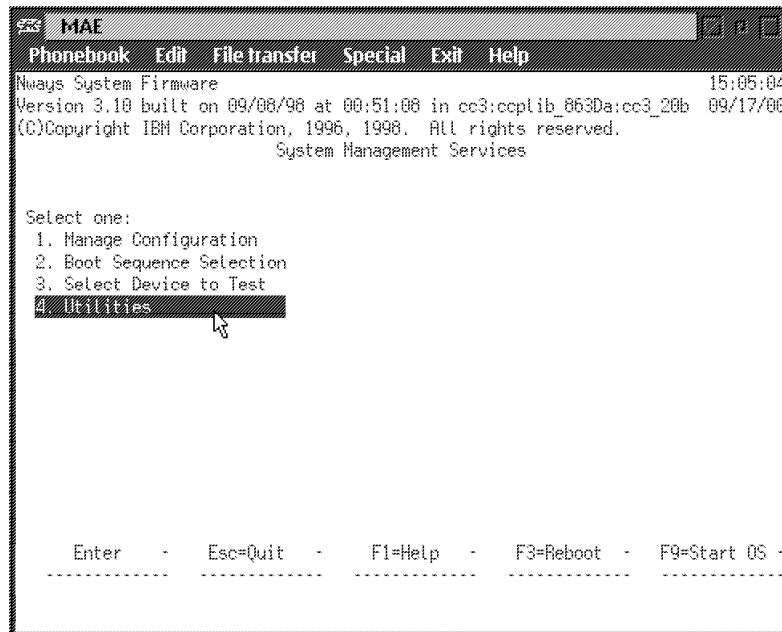 MAE
Phonebook Edit File transfer Special Exit Help
Nways System Firmware 15:05:04
Version 3.10 built on 09/08/98 at 00:51:08 in cc3:ccplib_863Da:cc3_20b 09/17/00
(C)Copyright IBM Corporation, 1996, 1998. All rights reserved.
System Management Services
Select one:
1. Manage Configuration
2. Boot Sequence Selection
3. Select Device to Test
4. Utilities
Enter - Esc=Quit - F1=Help - F3=Reboot - F9=Start OS -